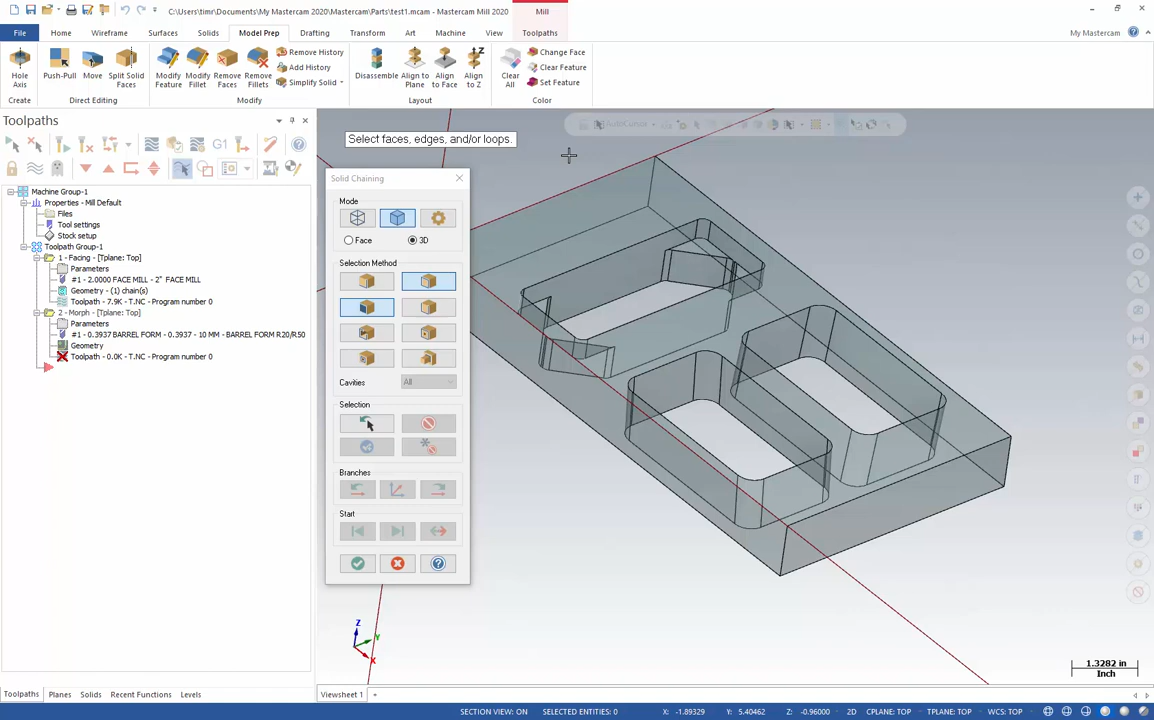 C:\Users\timr\Documents\My Mastercam 2020\Mastercam\Parts\test1.mcam - Mastercam Mill 2020
Mill
File
Home
Wireframe
Surfaces
Solids
Model Prep
Drafting
Transform
Art
Machine
View
Toolpaths
My Mastercam
Hole Axis
Push-Pull
Move
Split Solid Faces
Modify Feature
Modify Fillet
Remove Faces
Remove Fillets
Remove History
Add History
Simplify Solid
Disassemble
Align to Plane
Align to Face
Align to Z
Clear All
Change Face
Clear Feature
Set Feature
Create
Direct Editing
Modify
Layout
Color
Toolpaths
G1
Machine Group-1
Properties - Mill Default
Files
Tool settings
Stock setup
Toolpath Group-1
1 - Facing - [Tplane: Top]
Parameters
#1 - 2.0000 FACE MILL - 2" FACE MILL
Geometry - (1) chain(s)
Toolpath - 7.9K - T.NC - Program number 0
2 - Morph - [Tplane: Top]
Parameters
#1 - 0.3937 BARREL FORM - 0.3937 - 10 MM - BARREL FORM R20/R50
Geometry
Toolpath - 0.0K - T.NC - Program number 0
AutoCursor
Select faces, edges, and/or loops.
Solid Chaining
Mode
Face
3D
Selection Method
Cavities
All
Selection
Branches
Start
Z
Y
X
1.3282 in
Inch
Toolpaths
Planes
Solids
Recent Functions
Levels
Viewsheet 1
+
SECTION VIEW: ON
SELECTED ENTITIES: 0
X: -1.89329
Y: 5.40462
Z: -0.96000
2D
CPLANE: TOP
TPLANE: TOP
WCS: TOP